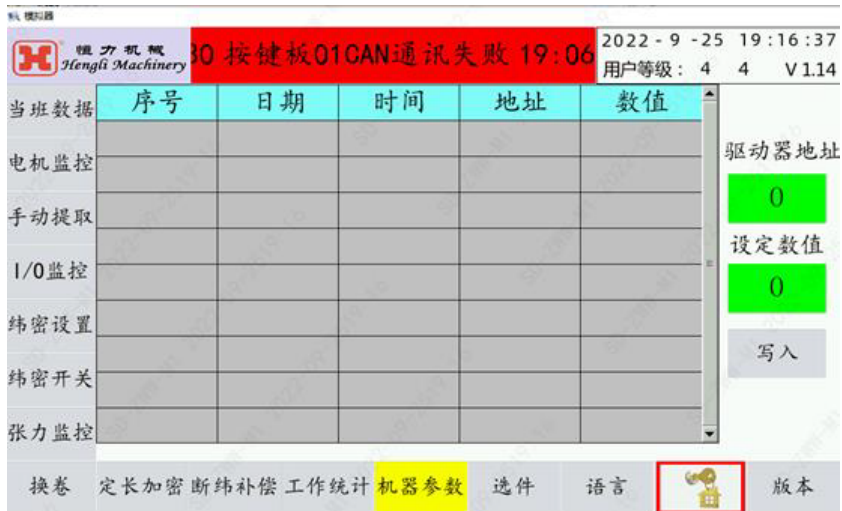 模拟器
恒力机械
Hengli Machinery
30 按键板01CAN通讯失败 19:06
2022-9-25 19:16:37
用户等级: 4 4 V1.14
当班数据
电机监控
手动提取
I/O监控
纬密设置
纬密开关
张力监控
序号 日期 时间 地址 数值
驱动器地址
0
设定数值
0
写入
换卷 定长加密 断纬补偿 工作统计 机器参数 选件 语言 版本